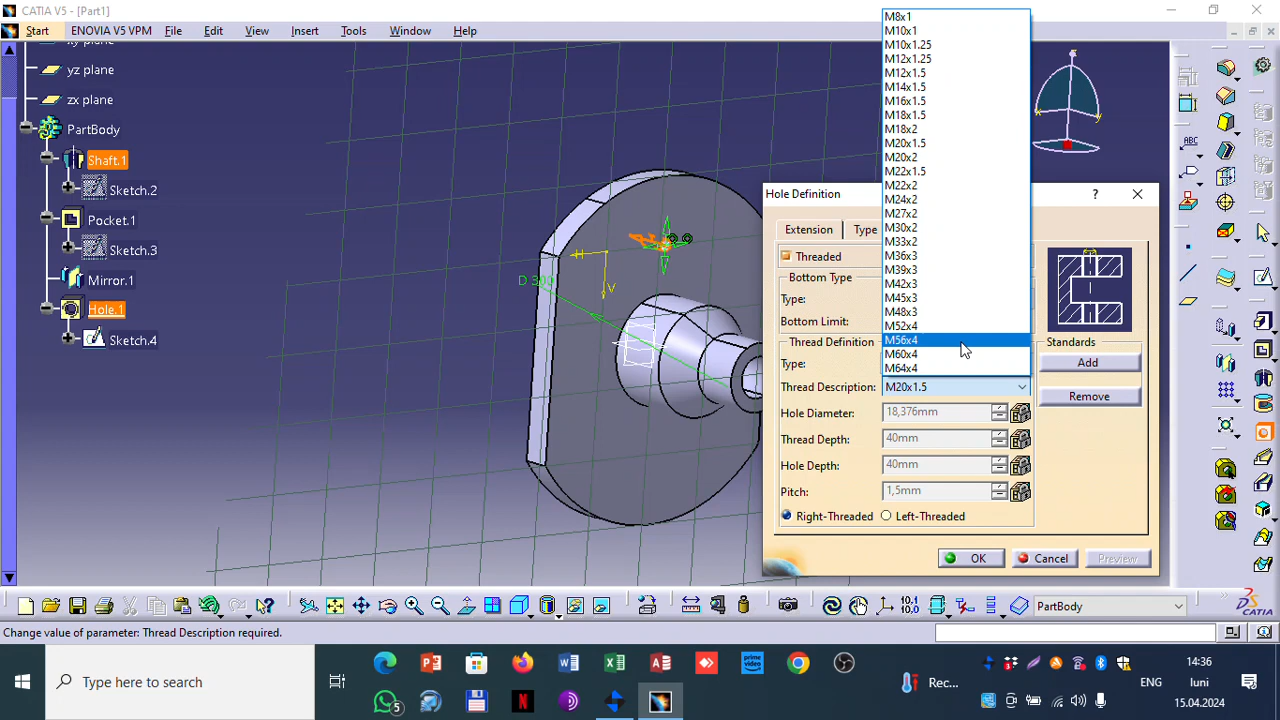 CATIA V5 - [Part1]
Start
ENOVIA V5 VPM
File
Edit
View
Insert
Tools
Window
Help
yz plane
zx plane
PartBody
Shaft.1
Sketch.2
Pocket.1
Sketch.3
Mirror.1
Hole.1
Sketch.4
D 300
H
V
M8x1
M10x1
M10x1.25
M12x1.25
M12x1.5
M14x1.5
M16x1.5
M18x1.5
M18x2
M20x1.5
M20x2
M22x1.5
M22x2
M24x2
M27x2
M30x2
M33x2
M36x3
M39x3
M42x3
M45x3
M48x3
M52x4
M56x4
M60x4
M64x4
Hole Definition
?
Extension
Type
Threaded
Bottom Type
Type:
Bottom Limit:
Thread Definition
Type:
Thread Description:
M20x1.5
Hole Diameter:
18,376mm
Thread Depth:
40mm
Hole Depth:
40mm
Pitch:
1,5mm
Right-Threaded
Left-Threaded
Standards
Add
Remove
OK
Cancel
Preview
ABC
PartBody
CATIA
Change value of parameter: Thread Description required.
Type here to search
prime video
5
Rec...
ENG
14:36
luni
15.04.2024